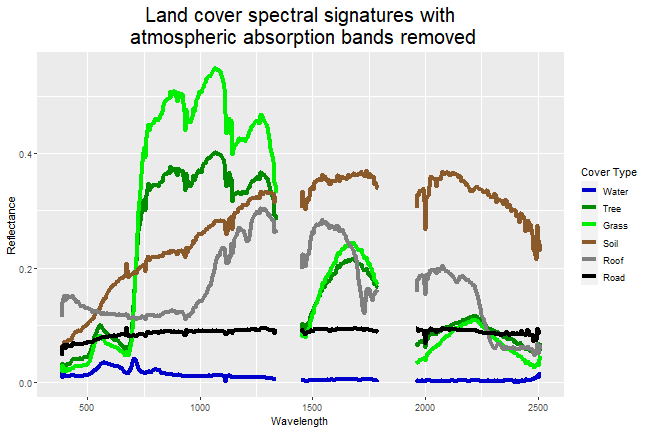 Land cover spectral signatures with
atmospheric absorption bands removed
Reflectance
0.4
0.2
0.0
500
1000
1500
2000
2500
Wavelength
Cover Type
Water
Tree
Grass
Soil
Roof
Road